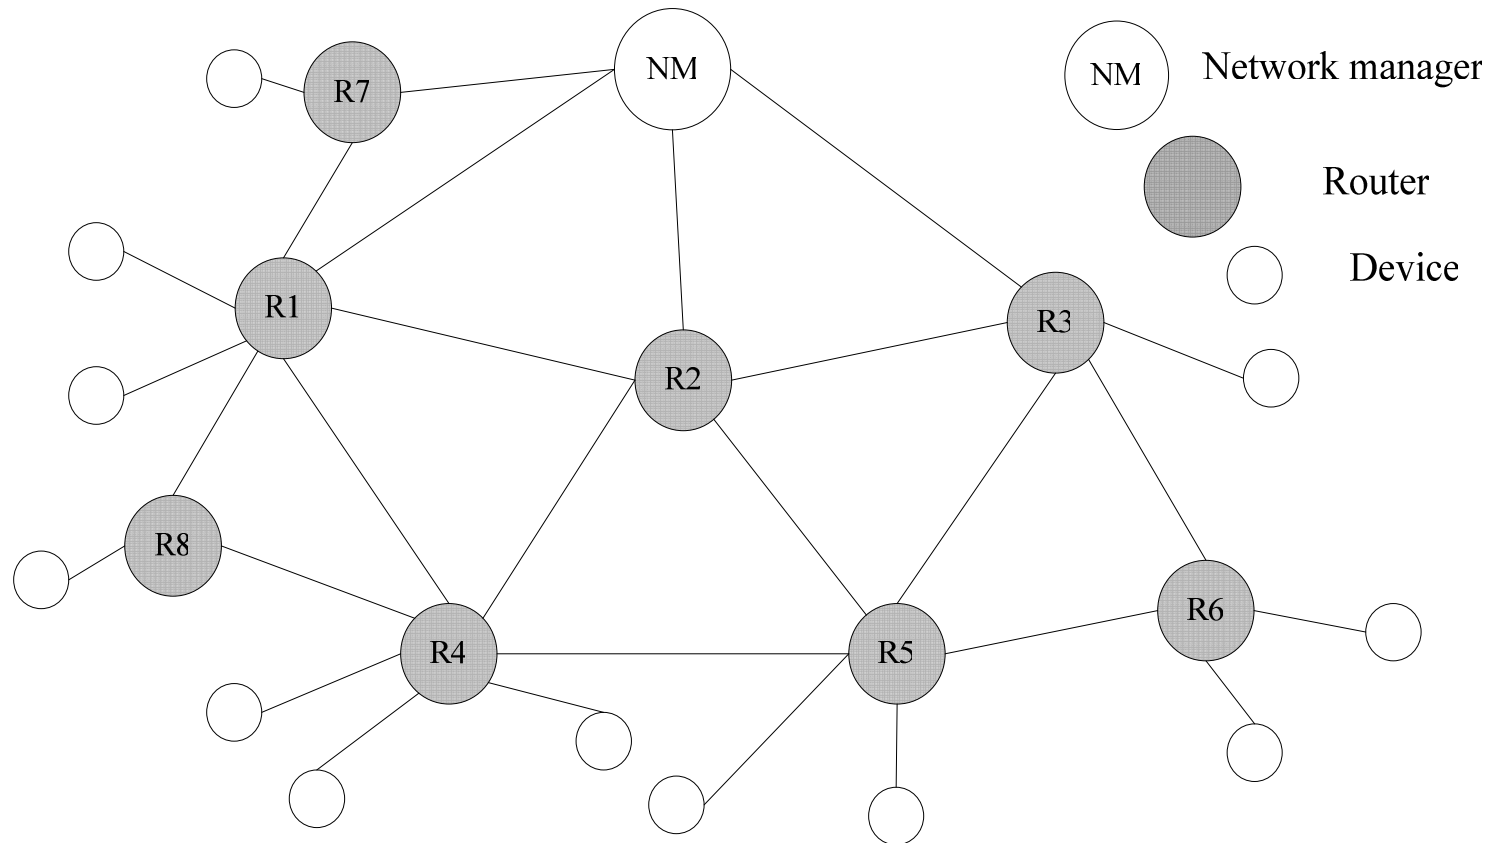 NM
R7
NM
Network manager
Router
Device
R1
R3
R2
R8
R6
R4
R5